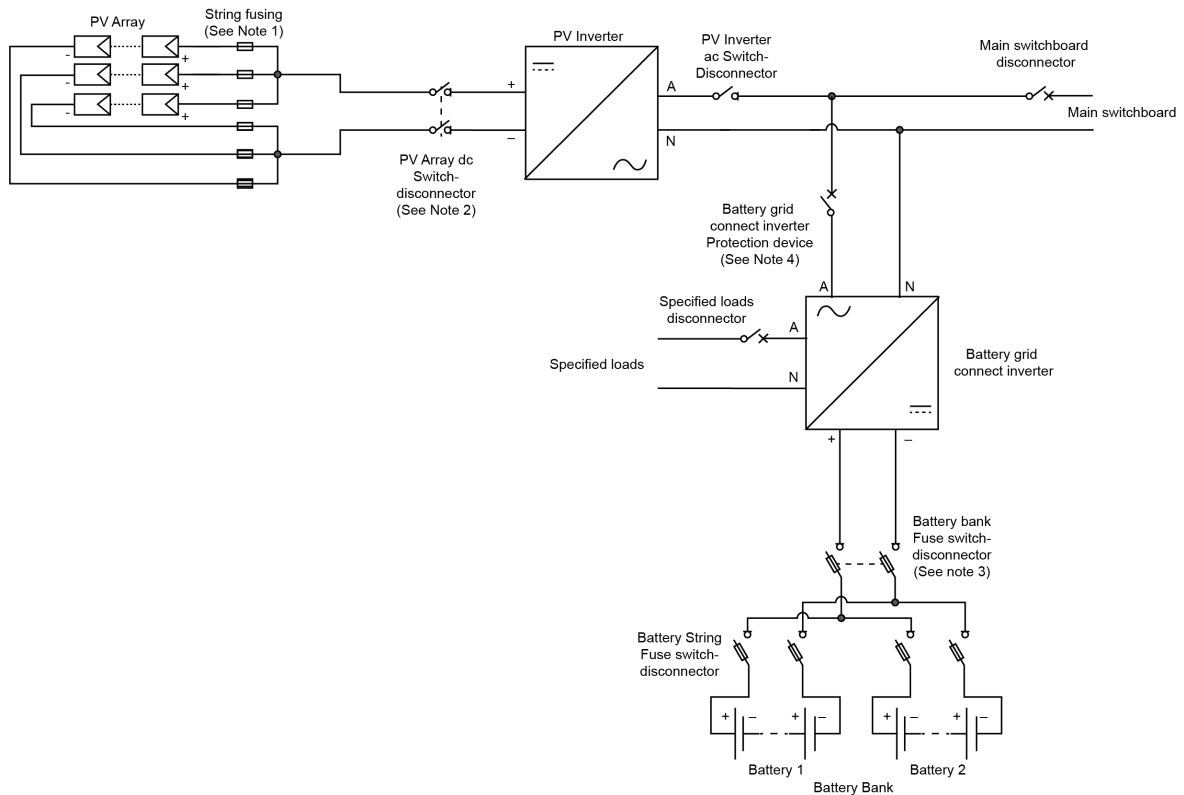 PV Array
String fusing
(See Note 1)
-
+
-
+
-
+
PV Array dc
Switch-
disconnector
(See Note 2)
PV Inverter
+
–
A
N
PV Inverter
ac Switch-
Disconnector
Main switchboard
disconnector
Main switchboard
Battery grid
connect inverter
Protection device
(See Note 4)
A
N
Specified loads
disconnector
A
Specified loads
N
Battery grid
connect inverter
+
–
Battery bank
Fuse switch-
disconnector
(See note 3)
Battery String
Fuse switch-
disconnector
+
–
+
–
+
–
+
–
Battery 1
Battery 2
Battery Bank